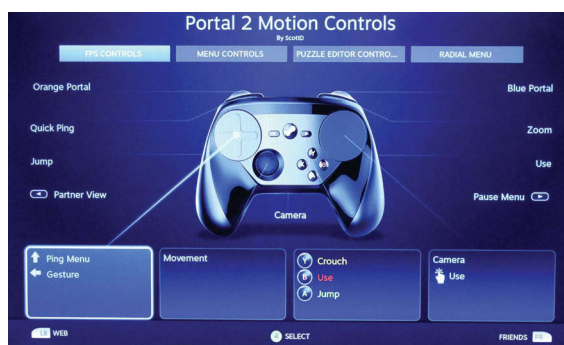 Portal 2 Motion Controls
By ScottD
FPS CONTROLS
MENU CONTROLS
PUZZLE EDITOR CONTRO...
RADIAL MENU
Orange Portal
Blue Portal
Quick Ping
Zoom
Jump
Use
Partner View
Pause Menu
Camera
Ping Menu
Gesture
Movement
Y Crouch
B Use
A Jump
Camera
Use
LB WEB
A SELECT
FRIENDS